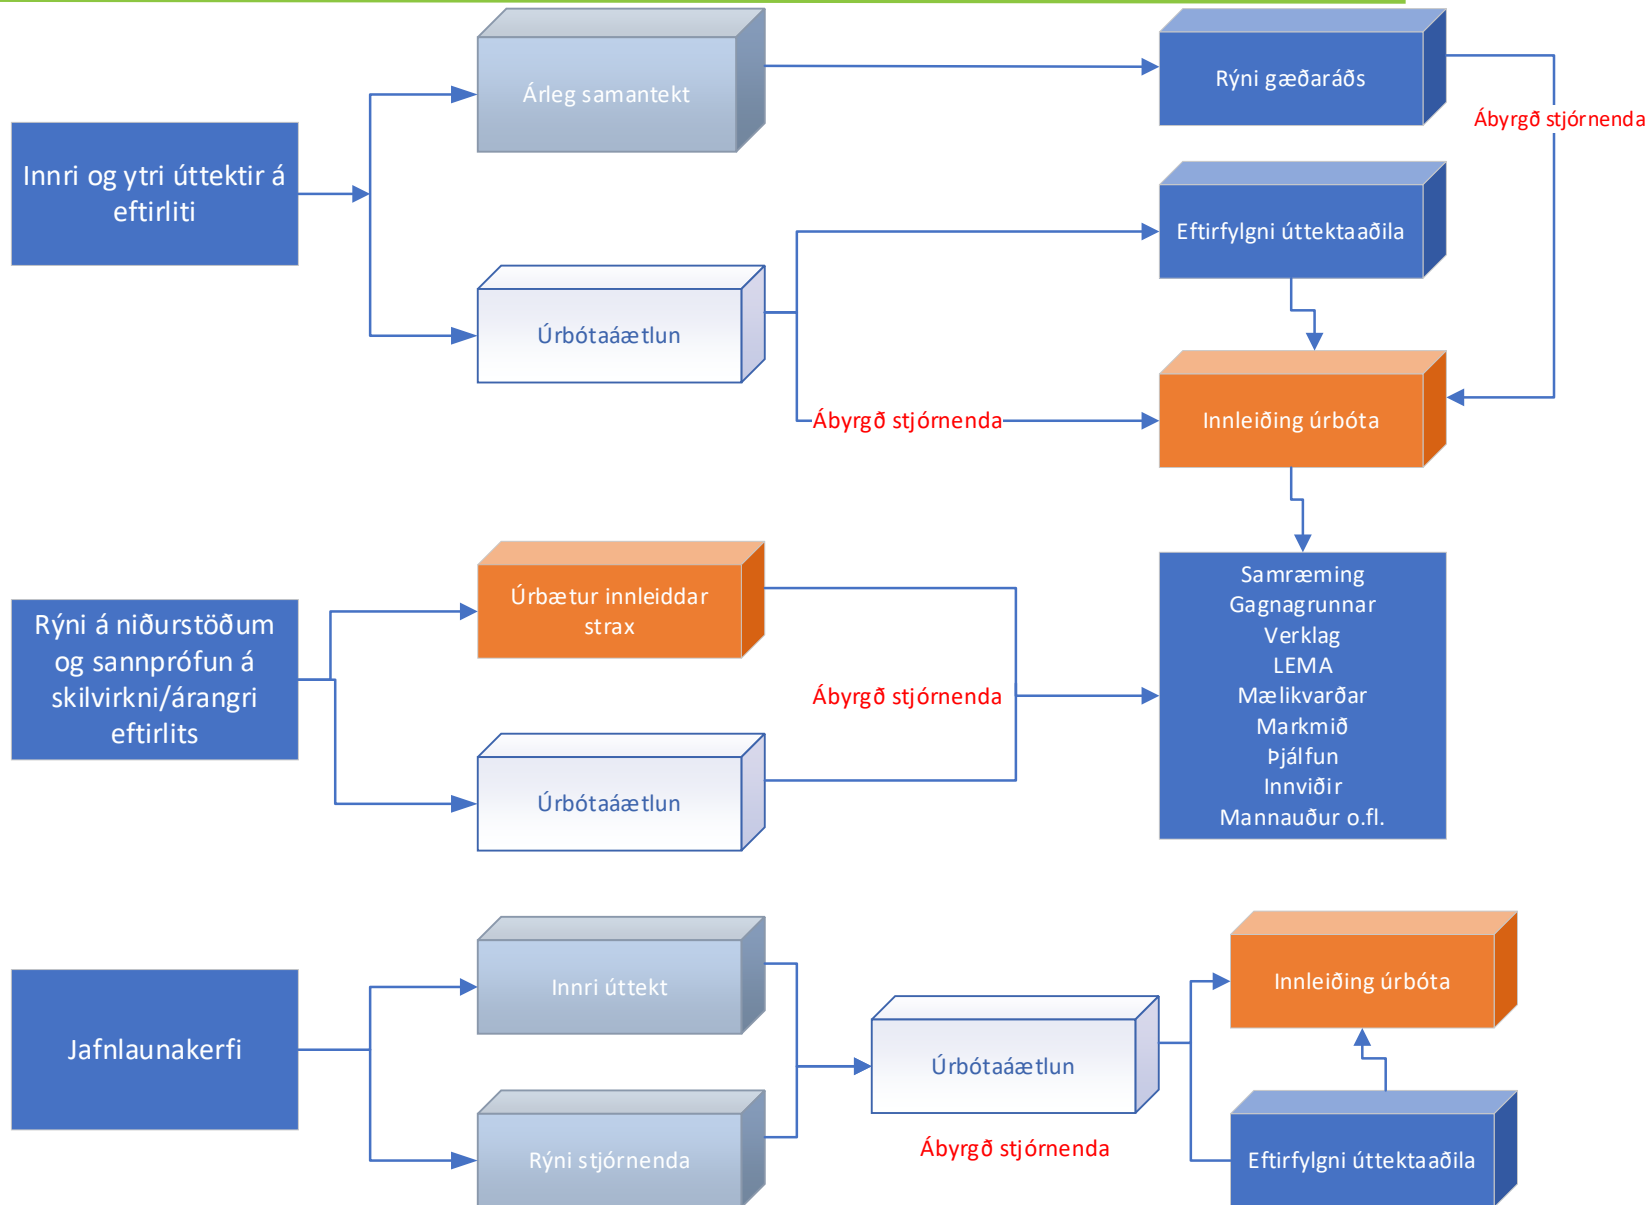 Árleg samantekt
Rýni gæðaráðs
Ábyrgð stjórnenda
Innri og ytri úttektir á
eftirliti
Eftirfylgni úttektaaðila
Úrbótaáætlun
Ábyrgð stjórnenda
Innleiðing úrbóta
Úrbætur innleiddar
strax
Rýni á niðurstöðum
og sannprófun á
skilvirkni/árangri
eftirlits
Ábyrgð stjórnenda
Samræming
Gagnagrunnar
Verklag
LEMA
Mælikvarðar
Markmið
Þjálfun
Innviðir
Mannauður o.fl.
Úrbótaáætlun
Innri úttekt
Innleiðing úrbóta
Jafnlaunakerfi
Úrbótaáætlun
Ábyrgð stjórnenda
Rýni stjórnenda
Eftirfylgni úttektaaðila